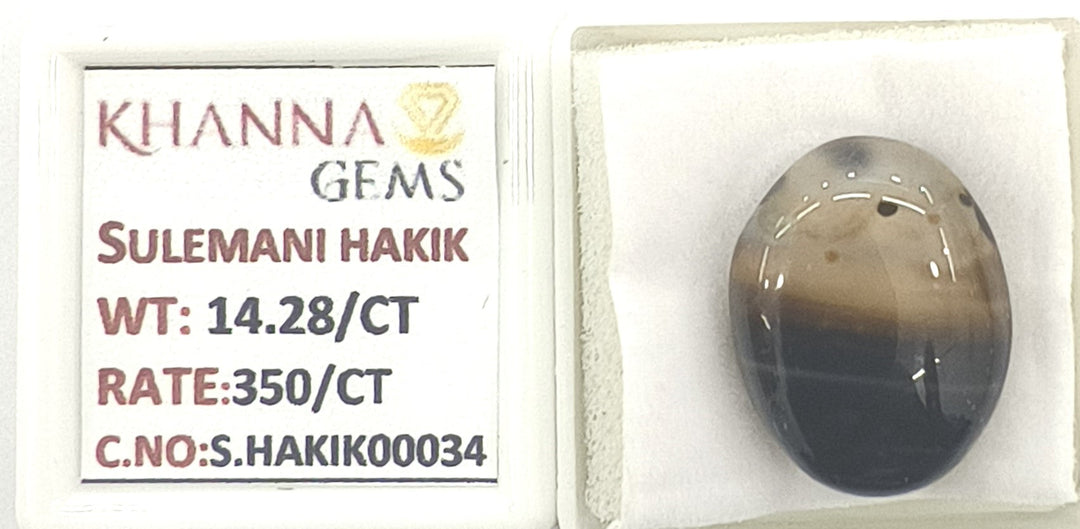 KHANNA
GEMS
SULEMANI HAKIK
WT: 14.28/CT
RATE:350/CT
C.NO:S.HAKIK00034